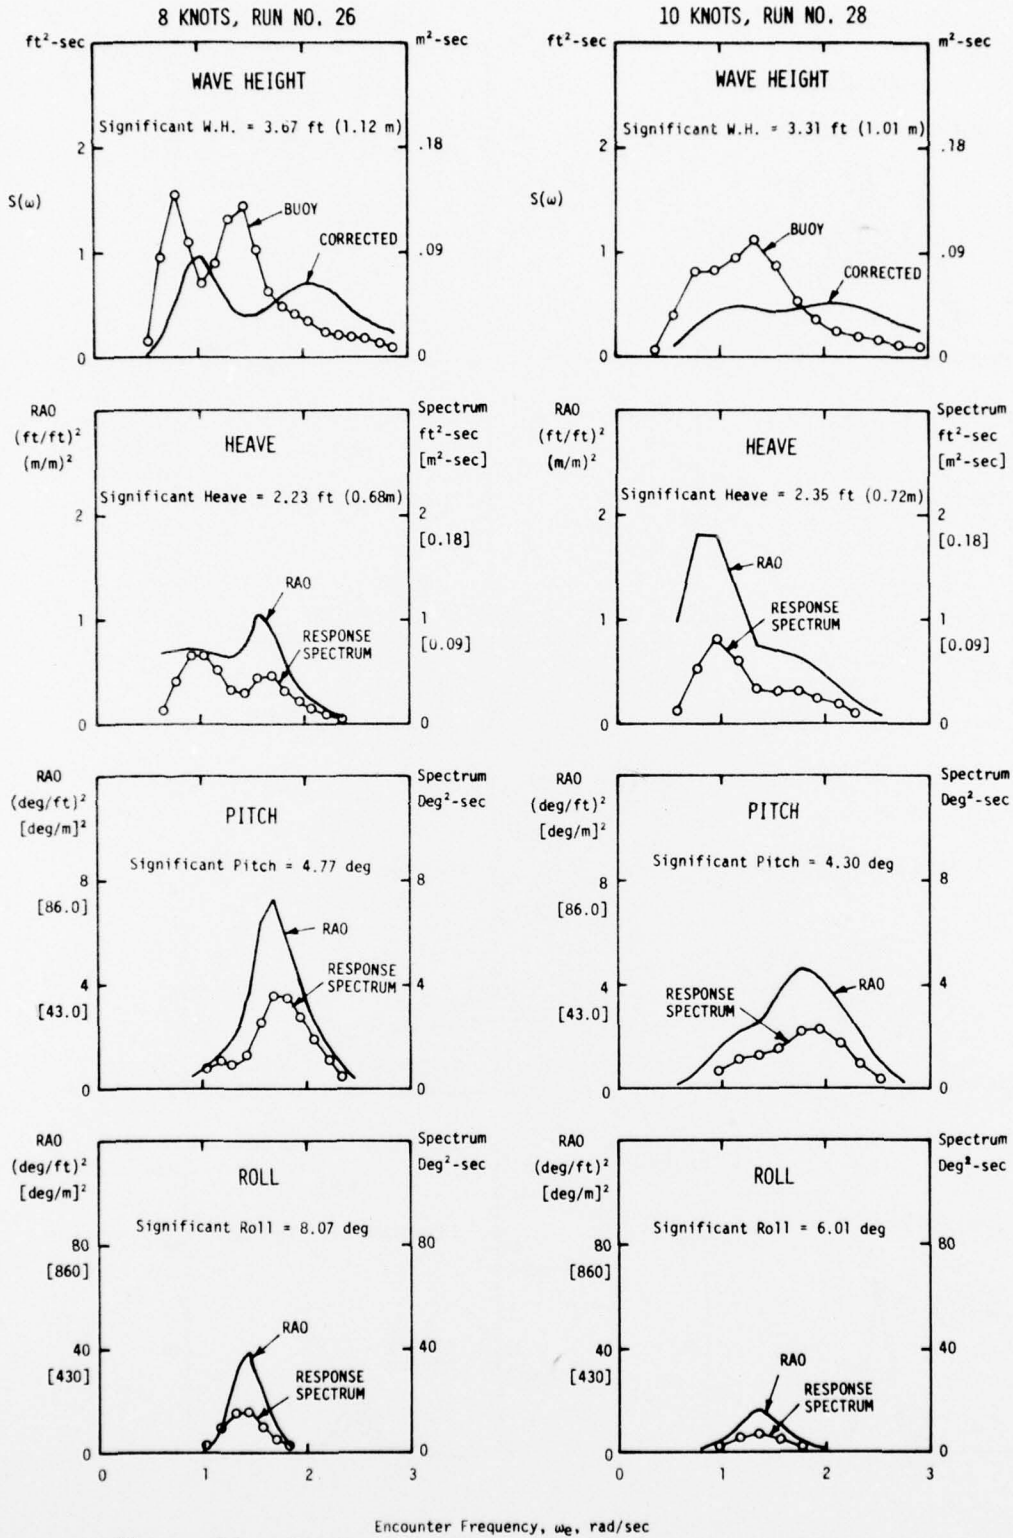 8 KNOTS, RUN NO. 26
ft²-sec
m²-sec
WAVE HEIGHT
Significant W.H. = 3.67 ft (1.12 m)
2
.18
S(ω)
BUOY
CORRECTED
1
.09
0
0
RAO
(ft/ft)²
(m/m)²
Spectrum
ft²-sec
[m²-sec]
HEAVE
Significant Heave = 2.23 ft (0.68m)
2
2
[0.18]
RAO
1
1
[0.09]
RESPONSE
SPECTRUM
0
0
RAO
(deg/ft)²
[deg/m]²
Spectrum
Deg²-sec
PITCH
Significant Pitch = 4.77 deg
8
8
[86.0]
RAO
RESPONSE
SPECTRUM
4
4
[43.0]
0
0
RAO
(deg/ft)²
[deg/m]²
Spectrum
Deg²-sec
ROLL
Significant Roll = 8.07 deg
80
80
[860]
RAO
40
40
[430]
RESPONSE
SPECTRUM
0
0
0 1 2 3
10 KNOTS, RUN NO. 28
ft²-sec
m²-sec
WAVE HEIGHT
Significant W.H. = 3.31 ft (1.01 m)
2
.18
S(ω)
BUOY
CORRECTED
1
.09
0
0
RAO
(ft/ft)²
(m/m)²
Spectrum
ft²-sec
[m²-sec]
HEAVE
Significant Heave = 2.35 ft (0.72m)
2
2
[0.18]
RAO
RESPONSE
SPECTRUM
1
1
[0.09]
0
0
RAO
(deg/ft)²
[deg/m]²
Spectrum
Deg²-sec
PITCH
Significant Pitch = 4.30 deg
8
8
[86.0]
RAO
RESPONSE
SPECTRUM
4
4
[43.0]
0
0
RAO
(deg/ft)²
[deg/m]²
Spectrum
Deg²-sec
ROLL
Significant Roll = 6.01 deg
80
80
[860]
40
40
[430]
RAO
RESPONSE
SPECTRUM
0
0
0 1 2 3
Encounter Frequency, ωe, rad/sec